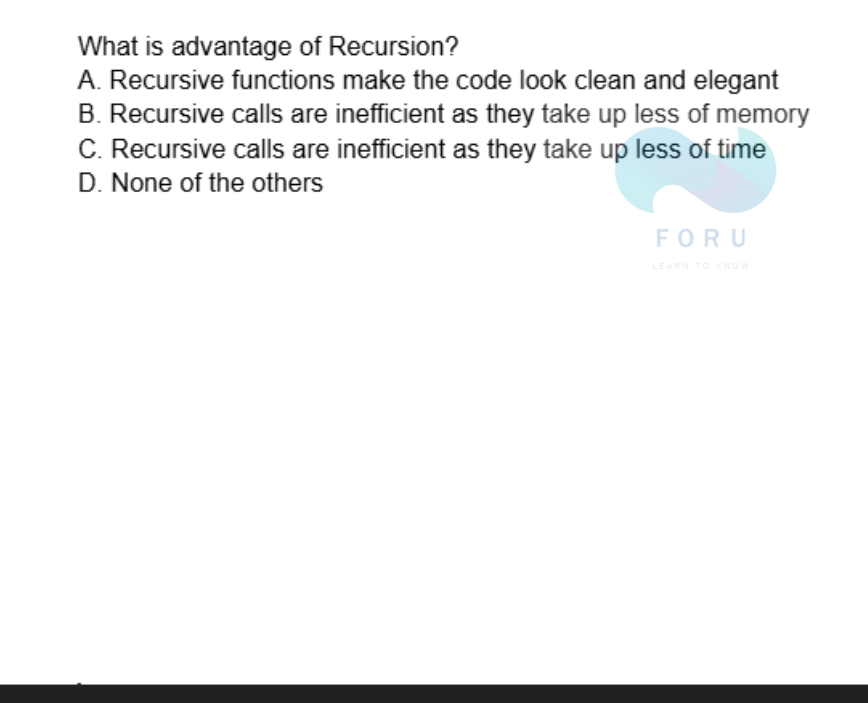 What is advantage of Recursion?
A. Recursive functions make the code look clean and elegant
B. Recursive calls are inefficient as they take up less of memory
C. Recursive calls are inefficient as they take up less of time
D. None of the others
FORU
LEARN TO KNOW